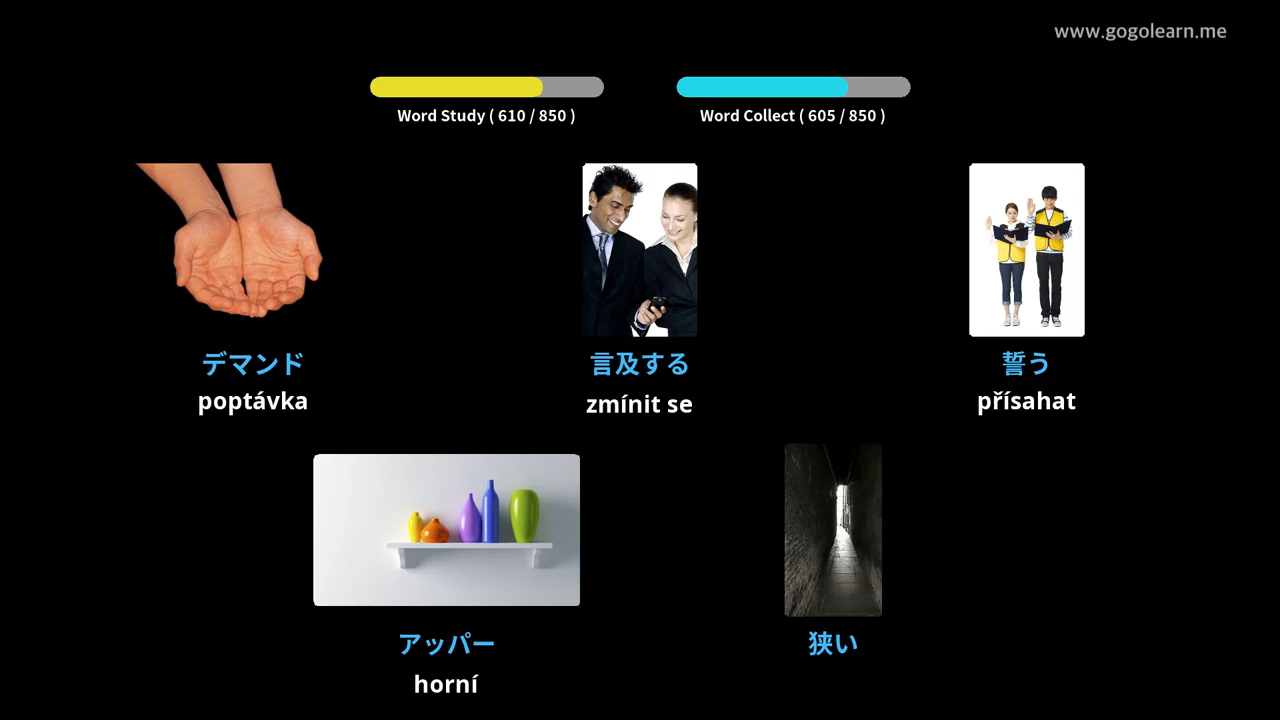 www.gogolearn.me
Word Study ( 610 / 850 )
Word Collect ( 605 / 850 )
デマンド
poptávka
言及する
zmínit se
誓う
přísahat
アッパー
horní
狭い